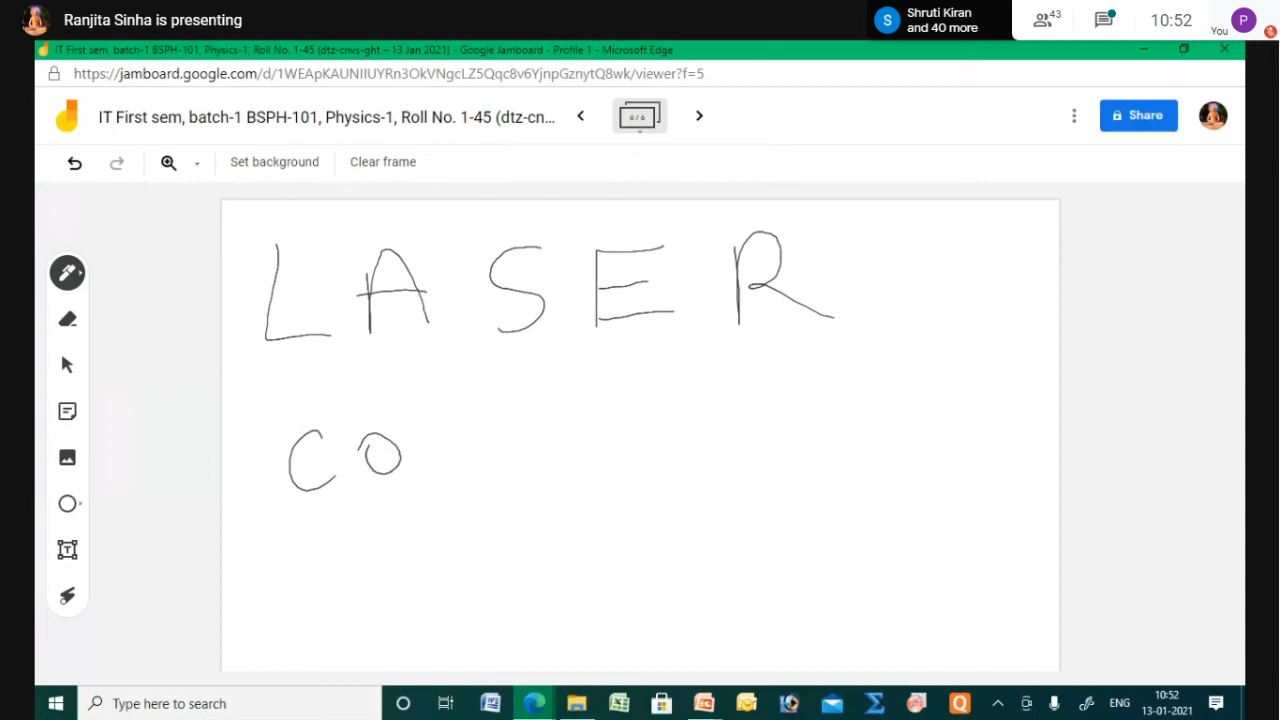 Ranjita Sinha is presenting
S
Shruti Kiran
and 40 more
43
10:52
P
You
IT First sem, batch-1 BSPH-101, Physics-1, Roll No. 1-45 (dtz-cnvs-ght – 13 Jan 2021) - Google Jamboard - Profile 1 - Microsoft Edge
https://jamboard.google.com/d/1WEApKAUNIIUYRn3OkVNgcLZ5Qqc8v6YjnpGznytQ8wk/viewer?f=5
IT First sem, batch-1 BSPH-101, Physics-1, Roll No. 1-45 (dtz-cn...
6 / 6
Share
Set background
Clear frame
LASER
CO
Type here to search
ENG
10:52
13-01-2021